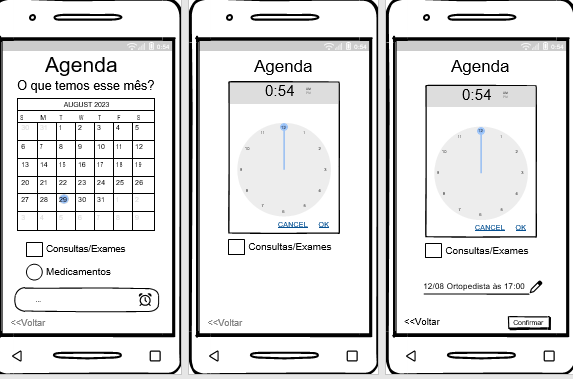 0:54
Agenda
O que temos esse mês?
AUGUST 2023
S M T W T F S
30 31 1 2 3 4 5
6 7 8 9 10 11 12
13 14 15 16 17 18 19
20 21 22 23 24 25 26
27 28 29 30 31 1 2
3 4 5 6 7 8 9
Consultas/Exames
Medicamentos
...
<<Voltar
0:54
Agenda
0:54
AM
PM
12
1
2
3
4
5
6
7
8
9
10
11
CANCEL OK
Consultas/Exames
<<Voltar
0:54
Agenda
0:54
AM
PM
12
1
2
3
4
5
6
7
8
9
10
11
CANCEL OK
Consultas/Exames
12/08 Ortopedista às 17:00
<<Voltar
Confirmar